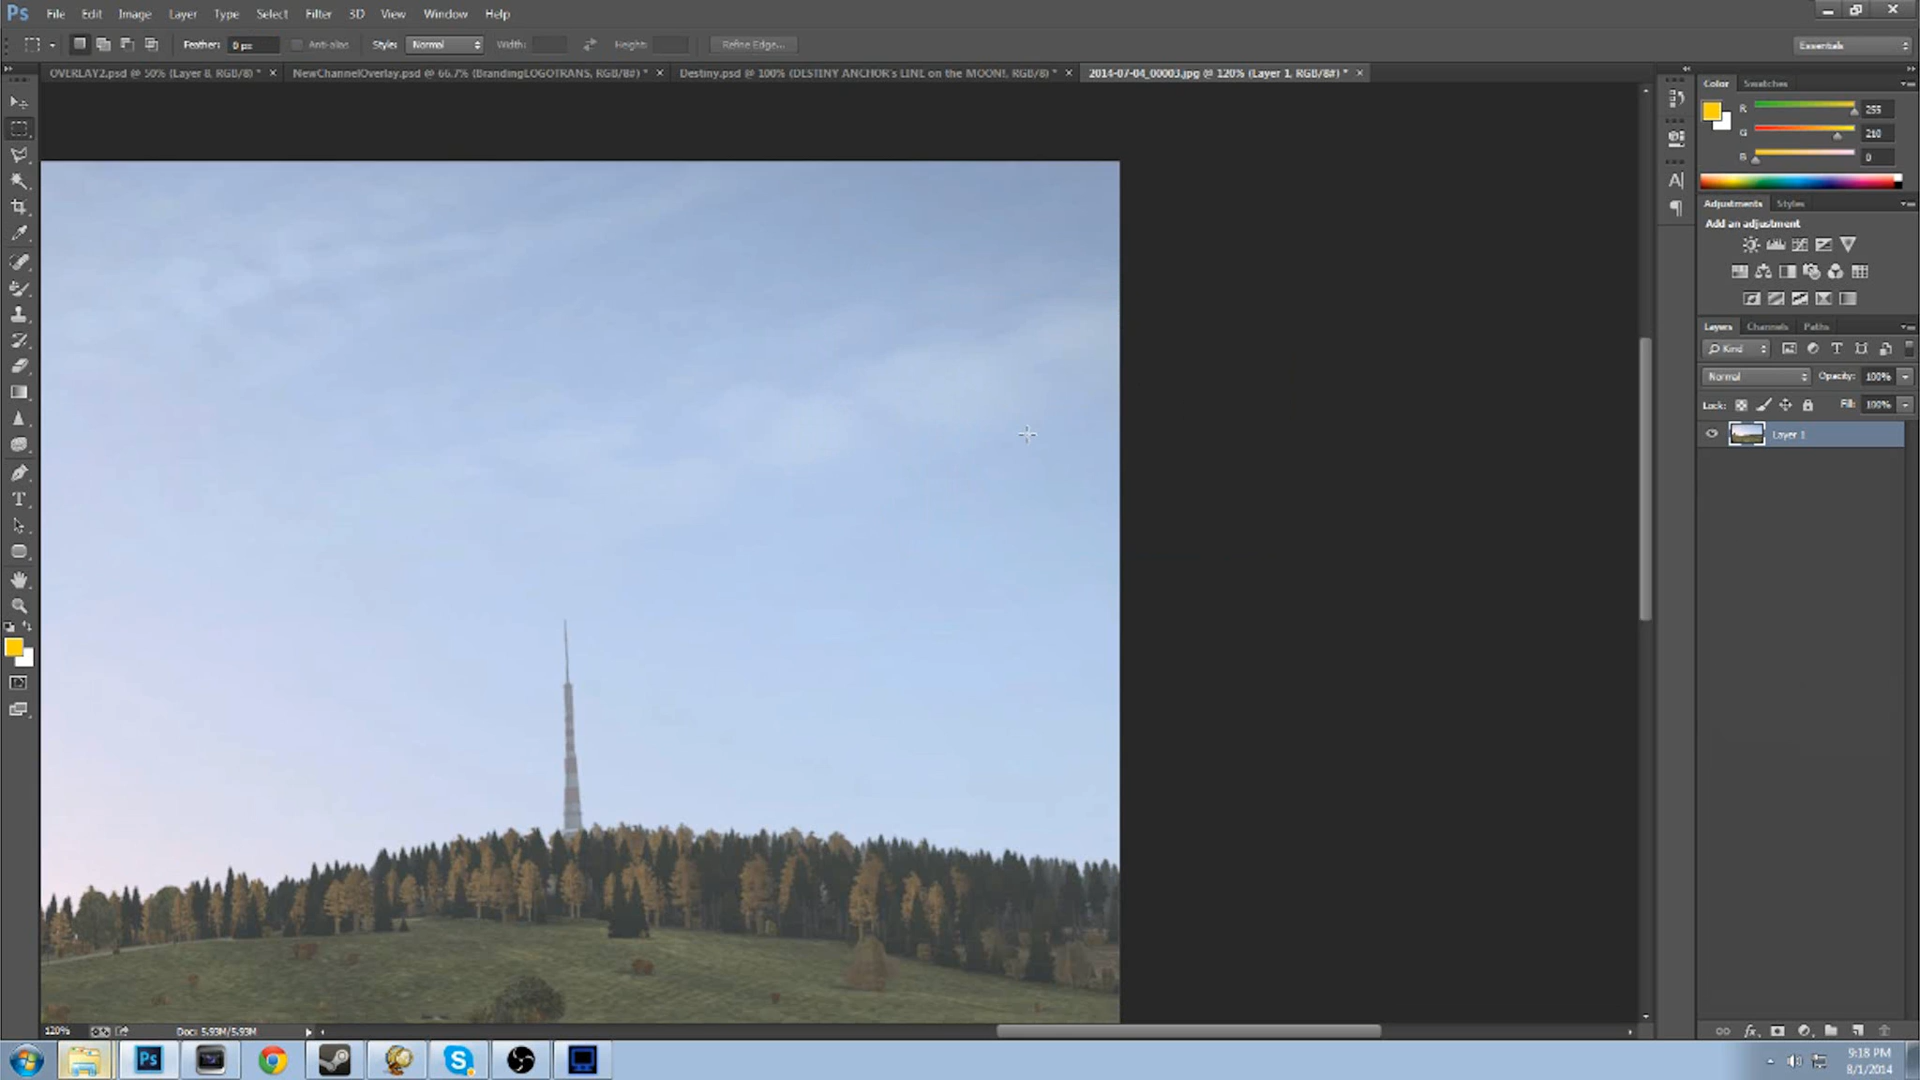 Ps File Edit Image Layer Type Select Filter 3D View Window Help
Feather: 0 px Anti-alias Style: Normal Width: Height: Refine Edge... Essentials
OVERLAY2.psd @ 50% (Layer 8, RGB/8) * × NewChannelOverlay.psd @ 66.7% (BrandingLOGOTRANS, RGB/8#) * × Destiny.psd @ 100% (DESTINY ANCHOR's LINE on the MOON!, RGB/8) * × 2014-07-04_00003.jpg @ 120% (Layer 1, RGB/8#) * ×
Color Swatches
R 255
G 210
B 0
Adjustments Styles
Add an adjustment
Layers Channels Paths
Kind
Normal Opacity: 100%
Lock: Fill: 100%
Layer 1
120% Doc: 5.93M/5.93M
Ps
9:18 PM
8/1/2014